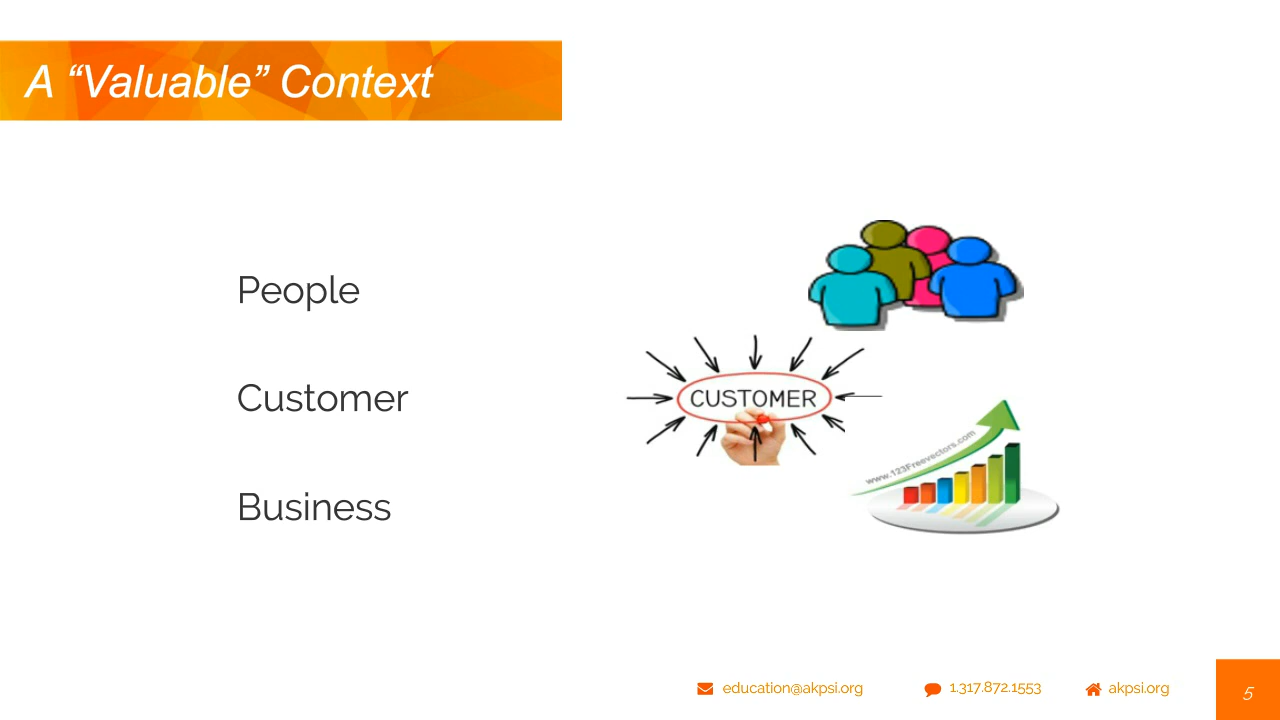 A “Valuable” Context
People
Customer
Business
CUSTOMER
www.123Freevectors.com
education@akpsi.org
1.317.872.1553
akpsi.org
5